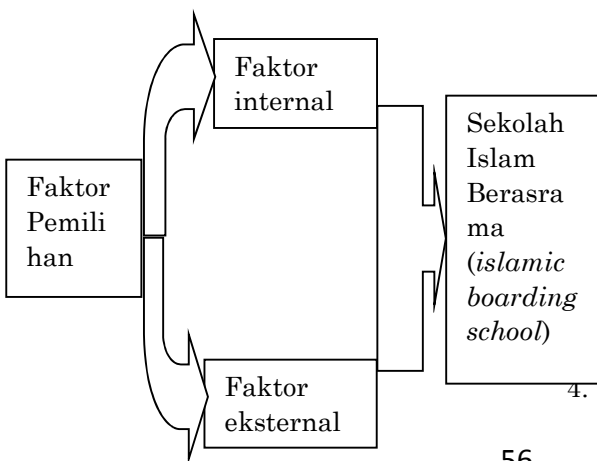 Faktor
Pemili
han
Faktor
internal
Faktor
eksternal
Sekolah
Islam
Berasra
ma
(islamic
boarding
school)
4.
56